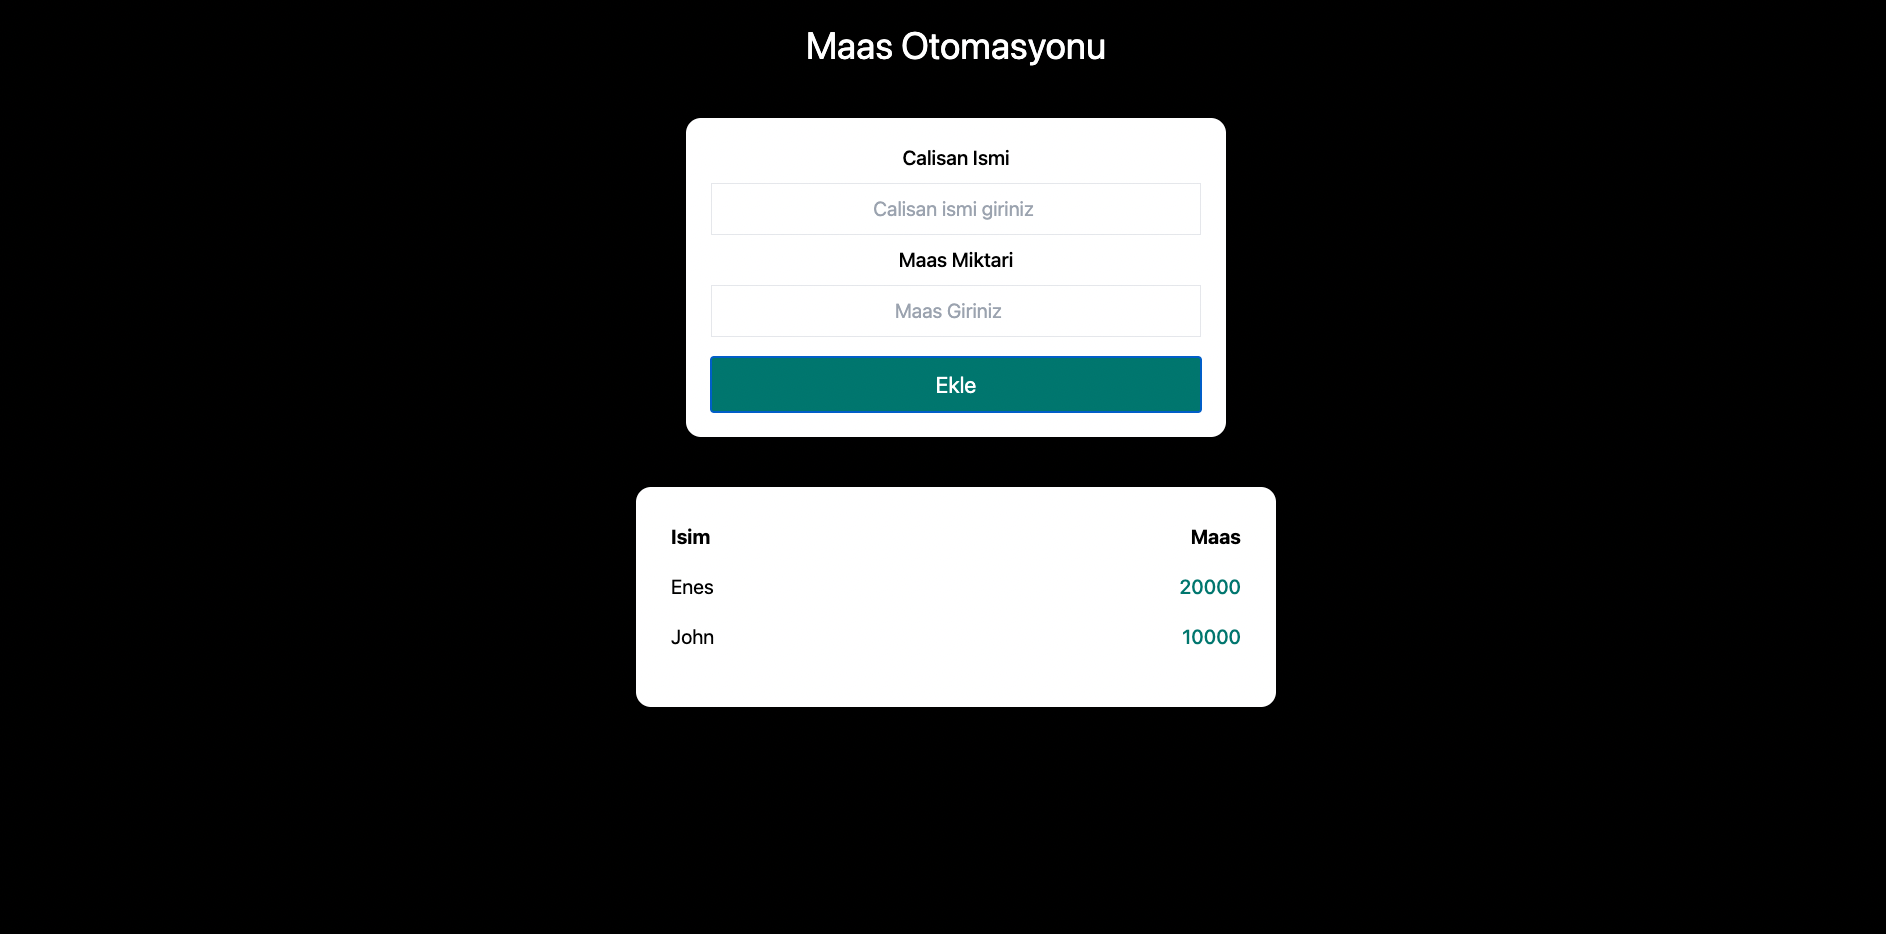 Maas Otomasyonu
Calisan Ismi
Calisan ismi giriniz
Maas Miktari
Maas Giriniz
Ekle
Isim Maas
Enes 20000
John 10000